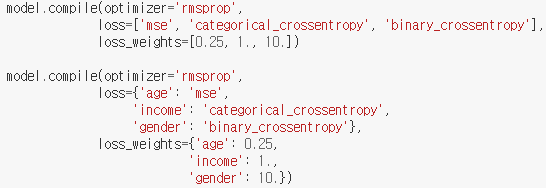 model.compile(optimizer='rmsprop',
              loss=['mse', 'categorical_crossentropy', 'binary_crossentropy'],
              loss_weights=[0.25, 1., 10.])

model.compile(optimizer='rmsprop',
              loss={'age': 'mse',
                    'income': 'categorical_crossentropy',
                    'gender': 'binary_crossentropy'},
              loss_weights={'age': 0.25,
                            'income': 1.,
                            'gender': 10.})